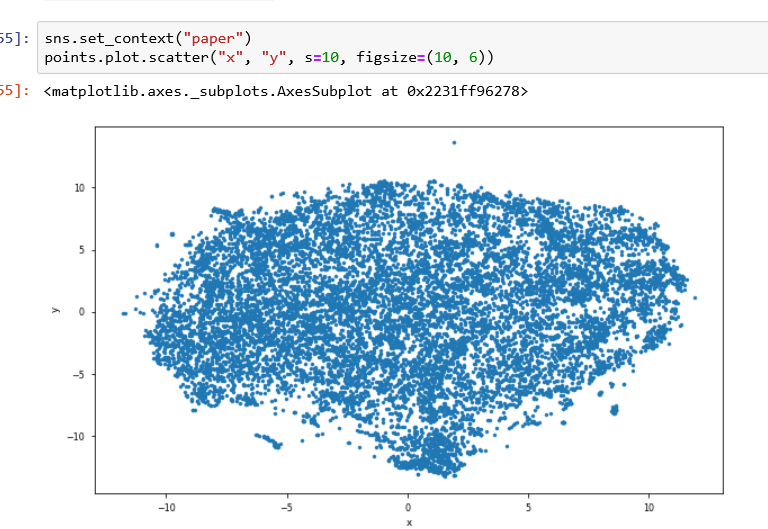 55]:
sns.set_context("paper")
points.plot.scatter("x", "y", s=10, figsize=(10, 6))
55]:
<matplotlib.axes._subplots.AxesSubplot at 0x2231ff96278>
10
5
0
−5
−10
y
−10
−5
0
5
10
x